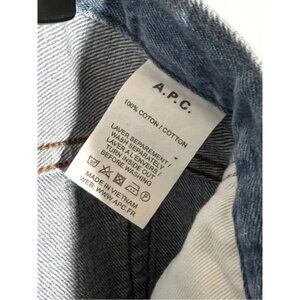 A.P.C.
100% COTON / COTTON
LAVER SEPAREMENT /
WASH SEPARATELY
LAVER A L'ENVERS /
TURN INSIDE OUT
BEFORE WASHING
MADE IN VIETNAM
WEB: WWW.APC.FR